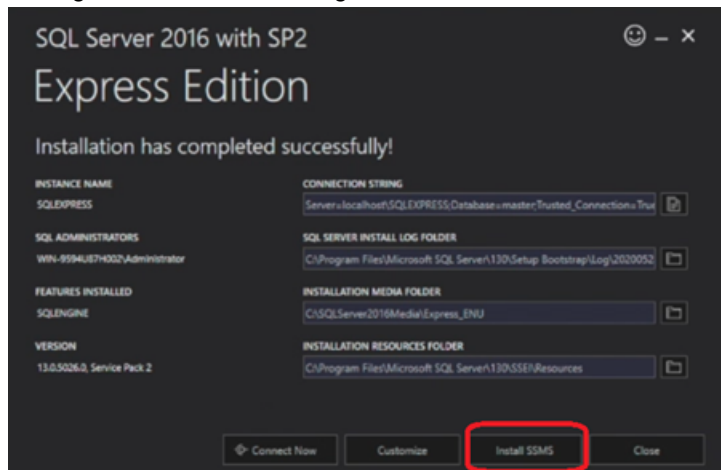 SQL Server 2016 with SP2
Express Edition
Installation has completed successfully!
INSTANCE NAME
SQLEXPRESS
CONNECTION STRING
Server=localhost\SQLEXPRESS;Database=master;Trusted_Connection=True
SQL ADMINISTRATORS
WIN-9594U87H002\Administrator
SQL SERVER INSTALL LOG FOLDER
C:\Program Files\Microsoft SQL Server\130\Setup Bootstrap\Log\2020052
FEATURES INSTALLED
SQLENGINE
INSTALLATION MEDIA FOLDER
C:\SQLServer2016Media\Express_ENU
VERSION
13.0.5026.0, Service Pack 2
INSTALLATION RESOURCES FOLDER
C:\Program Files\Microsoft SQL Server\130\SSEI\Resources
Connect Now
Customize
Install SSMS
Close